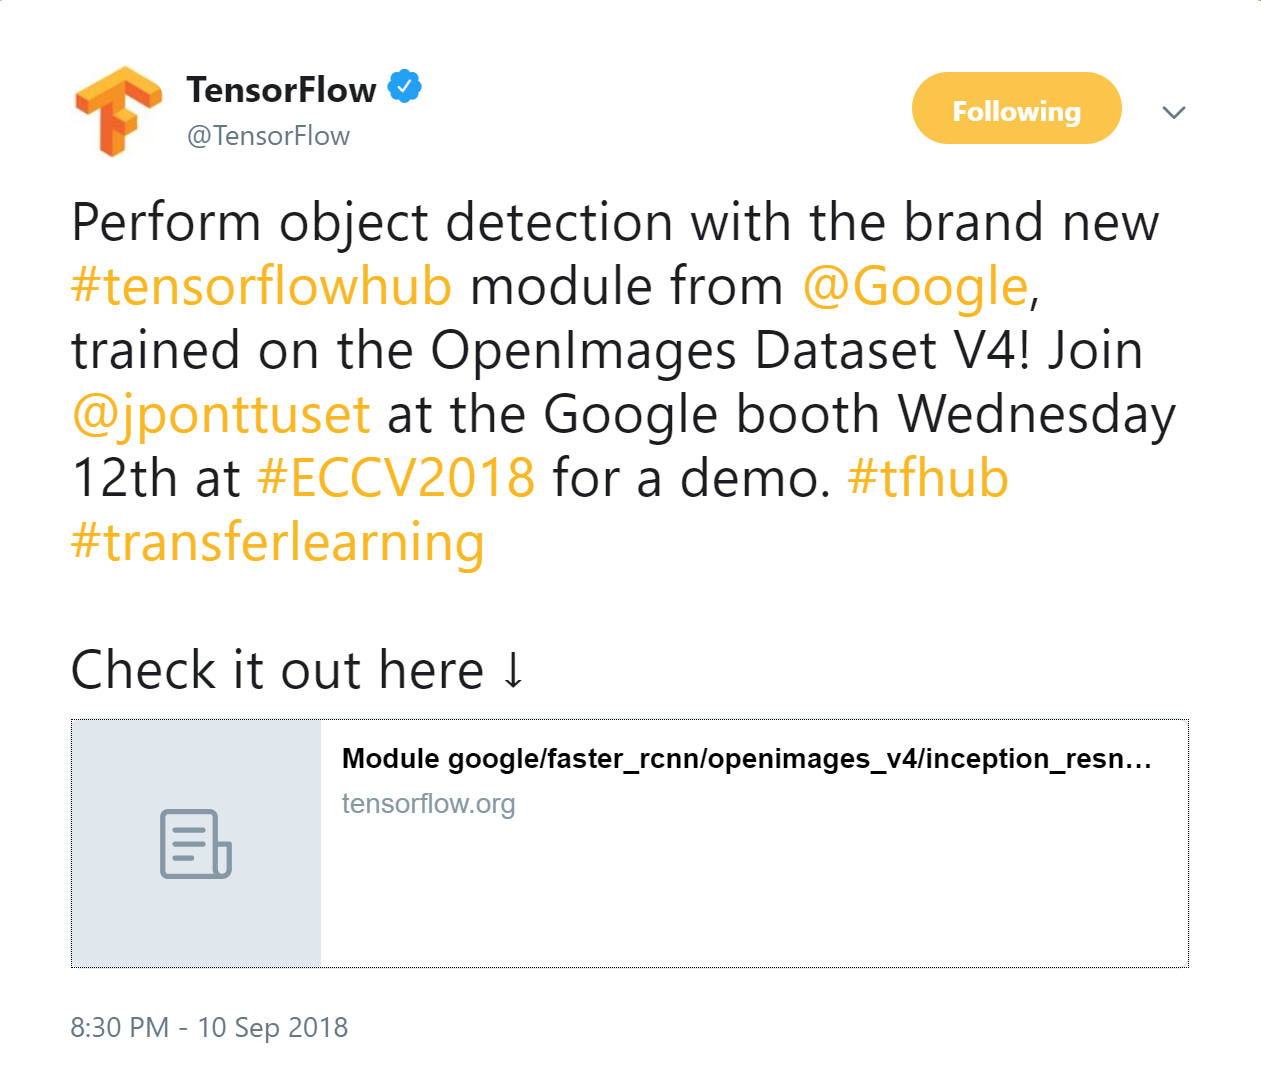 TensorFlow
@TensorFlow
Following
Perform object detection with the brand new
#tensorflowhub module from @Google,
trained on the OpenImages Dataset V4! Join
@jponttuset at the Google booth Wednesday
12th at #ECCV2018 for a demo. #tfhub
#transferlearning
Check it out here ↓
Module google/faster_rcnn/openimages_v4/inception_resn...
tensorflow.org
8:30 PM - 10 Sep 2018